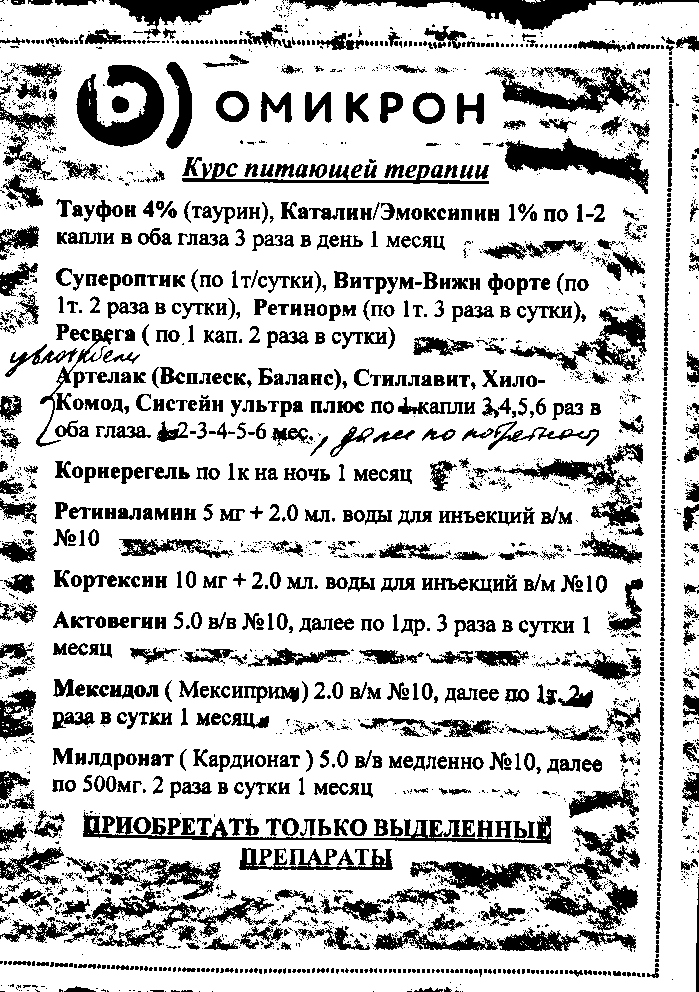 ОМИКРОН
Курс питающей терапии
Тауфон 4% (таурин), Каталин/Эмоксипин 1% по 1-2
капли в оба глаза 3 раза в день 1 месяц
Супероптик (по 1т/сутки), Витрум-Вижн форте (по
1т. 2 раза в сутки), Ретинорм (по 1т. 3 раза в сутки),
Ресвега ( по 1 кап. 2 раза в сутки)
Артелак (Всплеск, Баланс), Стиллавит, Хило-
Комод, Систейн ультра плюс по 1 капли 3,4,5,6 раз в
оба глаза. 1-2-3-4-5-6 мес., далее по
Корнерегель по 1к на ночь 1 месяц
Ретиналамин 5 мг + 2.0 мл. воды для инъекций в/м
№10
Кортексин 10 мг + 2.0 мл. воды для инъекций в/м №10
Актовегин 5.0 в/в №10, далее по 1др. 3 раза в сутки 1
месяц
Мексидол ( Мексиприм ) 2.0 в/м №10, далее по 1т. 2
раза в сутки 1 месяц
Милдронат ( Кардионат ) 5.0 в/в медленно №10, далее
по 500мг. 2 раза в сутки 1 месяц
ПРИОБРЕТАТЬ ТОЛЬКО ВЫДЕЛЕННЫЕ
ПРЕПАРАТЫ